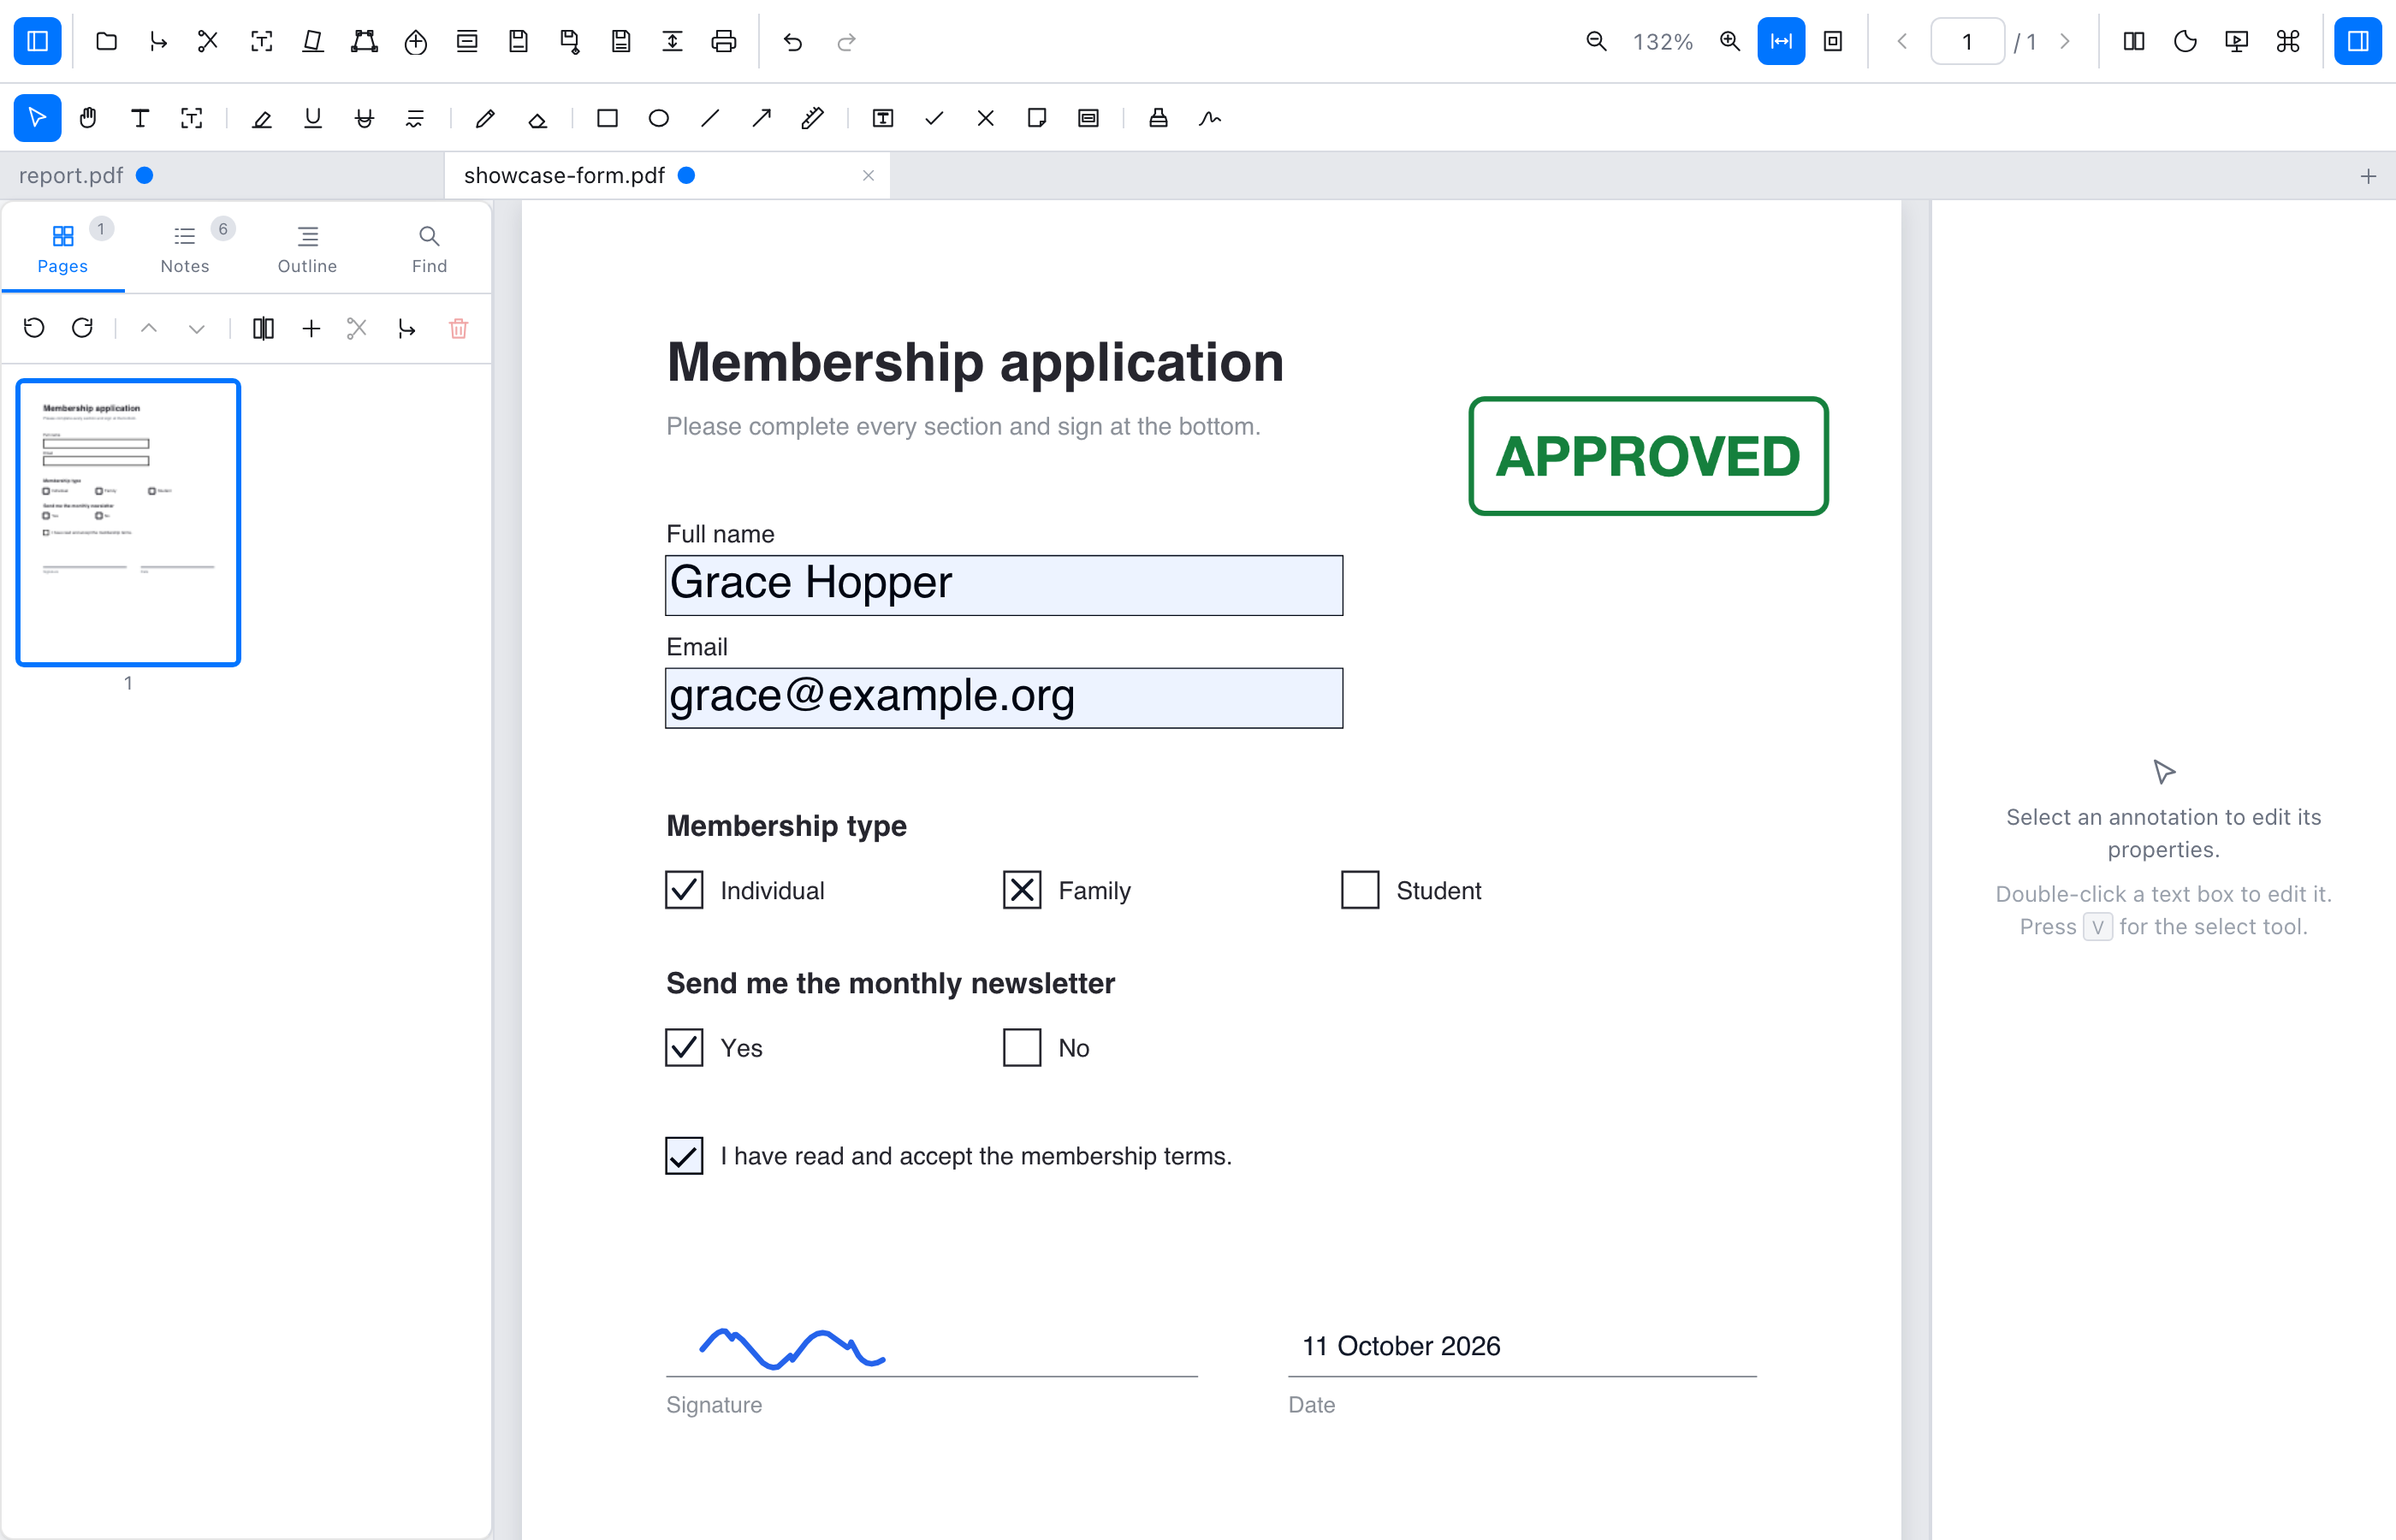 132%
1 / 1
report.pdf
showcase-form.pdf
1
6
Pages
Notes
Outline
Find
Membership application
1
Membership application
Please complete every section and sign at the bottom.
APPROVED
Full name
Grace Hopper
Email
grace@example.org
Membership type
Individual
Family
Student
Send me the monthly newsletter
Yes
No
I have read and accept the membership terms.
11 October 2026
Signature
Date
Select an annotation to edit its
properties.
Double-click a text box to edit it.
Press V for the select tool.